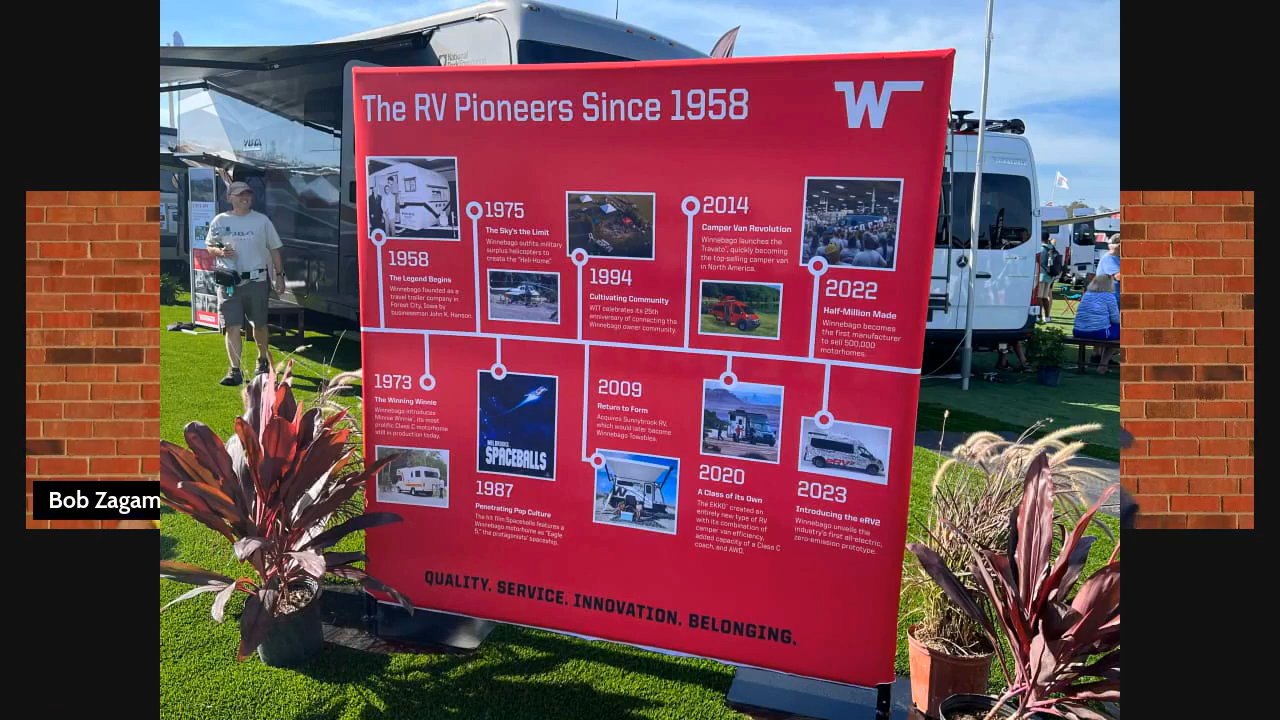 The RV Pioneers Since 1958
W
1958
The Legend Begins
Winnebago founded as a
travel trailer company in
Forest City, Iowa by
businessman John K. Hanson.
1975
The Sky's the Limit
Winnebago outfits military
surplus helicopters to
create the "Heli-Home"
1994
Cultivating Community
WIT celebrates its 25th
anniversary of connecting the
Winnebago owner community.
2014
Camper Van Revolution
Winnebago launches the
Travato, quickly becoming
the top-selling camper van
in North America.
2022
Half-Million Made
Winnebago becomes
the first manufacturer
to sell 500,000
motorhomes.
1973
The Winning Winnie
Winnebago introduces
Minnie Winnie, its most
prolific Class C motorhome
still in production today.
MEL BROOKS
SPACEBALLS
1987
Penetrating Pop Culture
The hit film Spaceballs features a
Winnebago motorhome as "Eagle
5," the protagonists' spaceship.
2009
Return to Form
Acquires Sunnybrook RV,
which would later become
Winnebago Towables.
2020
A Class of its Own
The EKKO created an
entirely new type of RV
with its combination of
camper van efficiency,
added capacity of a Class C
coach, and AWD.
2023
Introducing the eRV2
Winnebago unveils the
industry's first all-electric,
zero-emission prototype.
QUALITY. SERVICE. INNOVATION. BELONGING.
Bob Zagam